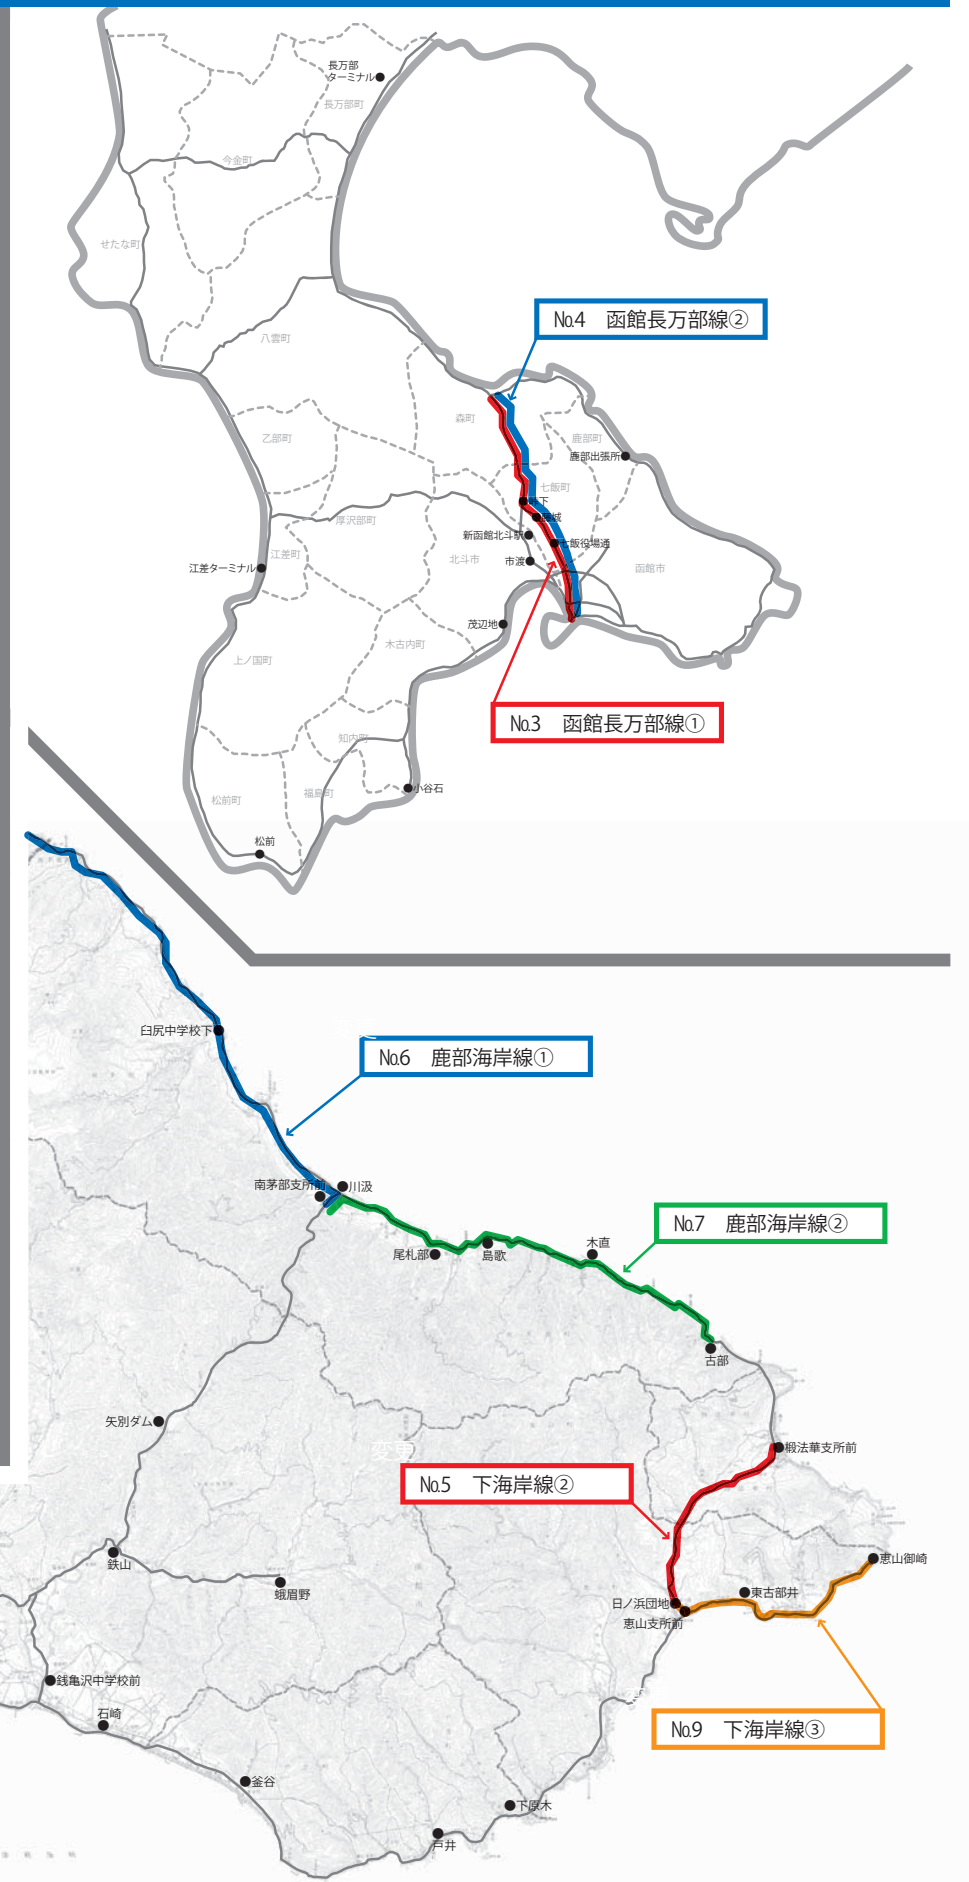 長万部
ターミナル
長万部町
今金町
せたな町
八雲町
No.4 函館長万部線②
森町
乙部町
鹿部町
鹿部出張所
七飯町
峠下
藤城
厚沢部町
新函館北斗駅
七飯役場通
江差町
北斗市
市渡
江差ターミナル
函館市
茂辺地
木古内町
上ノ国町
No.3 函館長万部線①
知内町
福島町
小谷石
松前町
松前
臼尻中学校下
No.6 鹿部海岸線①
南茅部支所前
川汲
No.7 鹿部海岸線②
尾札部
島歌
木直
古部
矢別ダム
変更
椴法華支所前
No.5 下海岸線②
鉄山
恵山御崎
蛾眉野
東古部井
日ノ浜団地
恵山支所前
銭亀沢中学校前
石崎
No.9 下海岸線③
釜谷
下原木
戸井